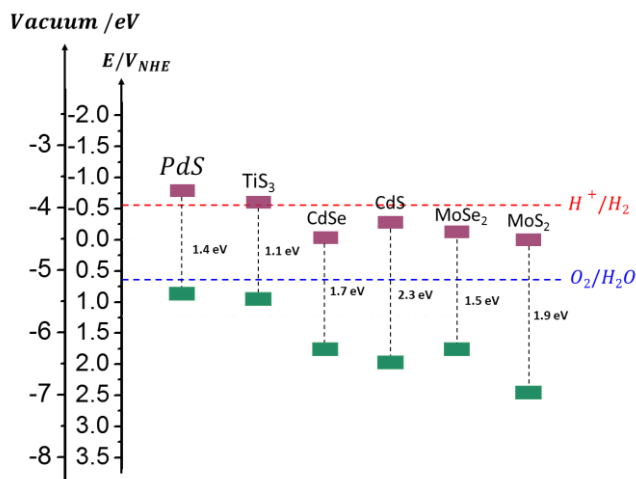 Vacuum /eV
E/V_NHE
-3
-4
-5
-6
-7
-8
-2.0
-1.5
-1.0
-0.5
0.0
0.5
1.0
1.5
2.0
2.5
3.0
3.5
PdS
TiS₃
CdSe
CdS
MoSe₂
MoS₂
H⁺/H₂
O₂/H₂O
1.4 eV
1.1 eV
1.7 eV
2.3 eV
1.5 eV
1.9 eV